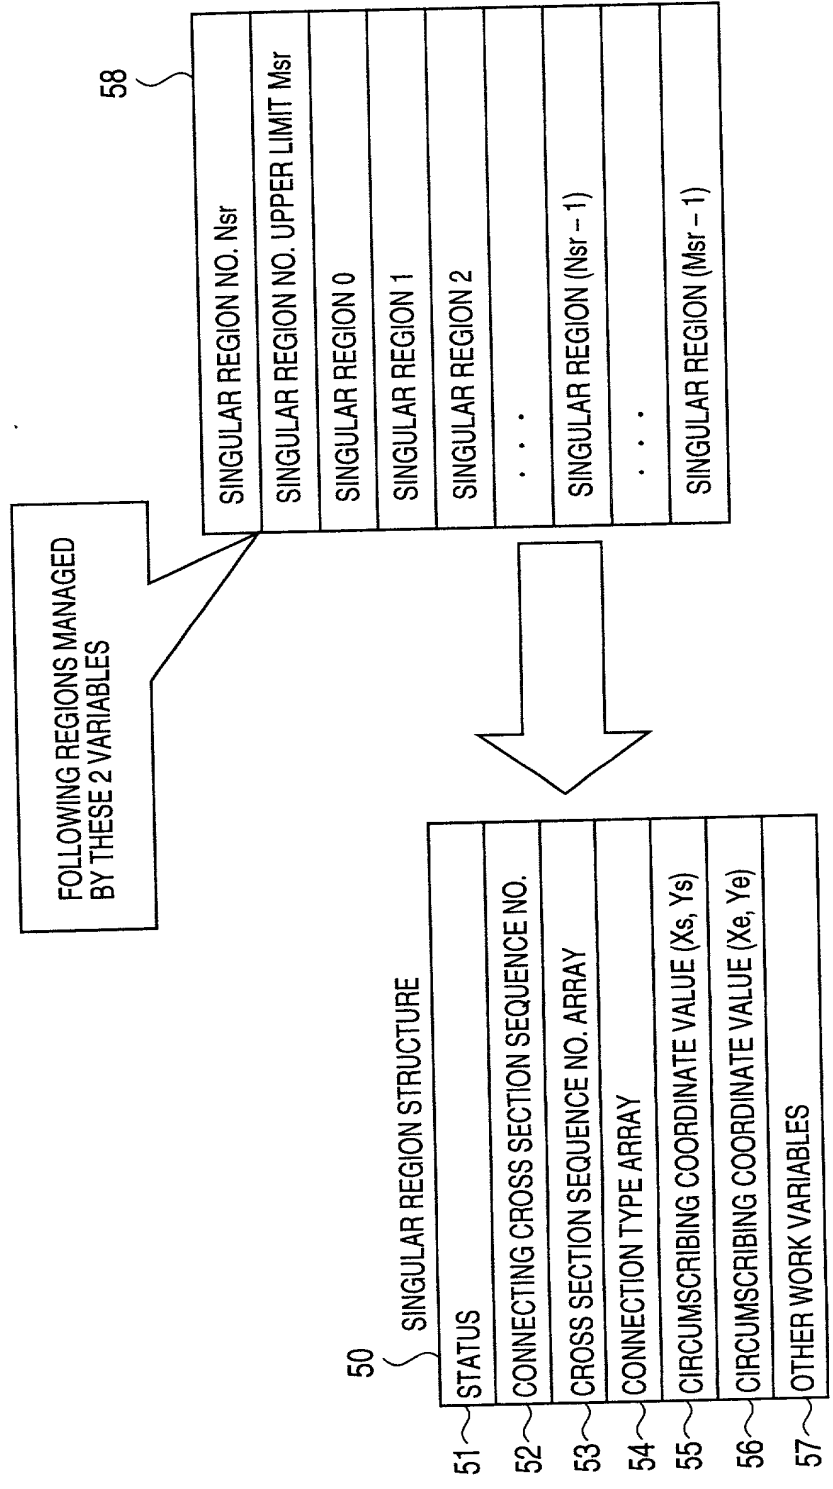 FOLLOWING REGIONS MANAGED
BY THESE 2 VARIABLES
58
SINGULAR REGION NO. Nsr
SINGULAR REGION NO. UPPER LIMIT Msr
SINGULAR REGION 0
SINGULAR REGION 1
SINGULAR REGION 2
. . .
SINGULAR REGION (Nsr – 1)
. . .
SINGULAR REGION (Msr – 1)
SINGULAR REGION STRUCTURE
50
51 STATUS
52 CONNECTING CROSS SECTION SEQUENCE NO.
53 CROSS SECTION SEQUENCE NO. ARRAY
54 CONNECTION TYPE ARRAY
55 CIRCUMSCRIBING COORDINATE VALUE (Xs, Ys)
56 CIRCUMSCRIBING COORDINATE VALUE (Xe, Ye)
57 OTHER WORK VARIABLES